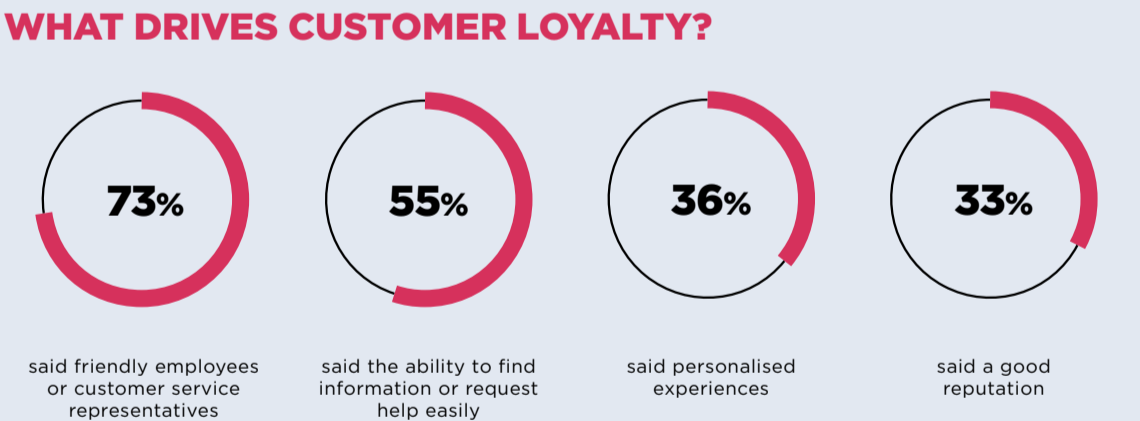 WHAT DRIVES CUSTOMER LOYALTY?
73%
said friendly employees
or customer service
representatives
55%
said the ability to find
information or request
help easily
36%
said personalised
experiences
33%
said a good
reputation